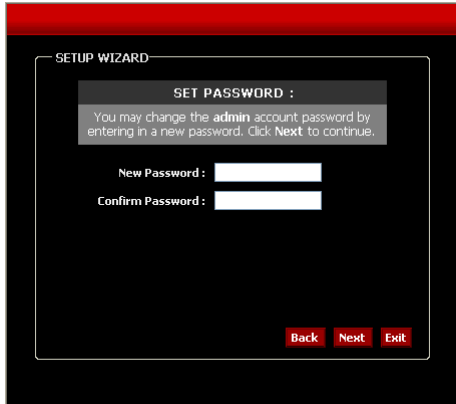 SETUP WIZARD
SET PASSWORD :
You may change the admin account password by
entering in a new password. Click Next to continue.
New Password :
Confirm Password :
Back Next Exit